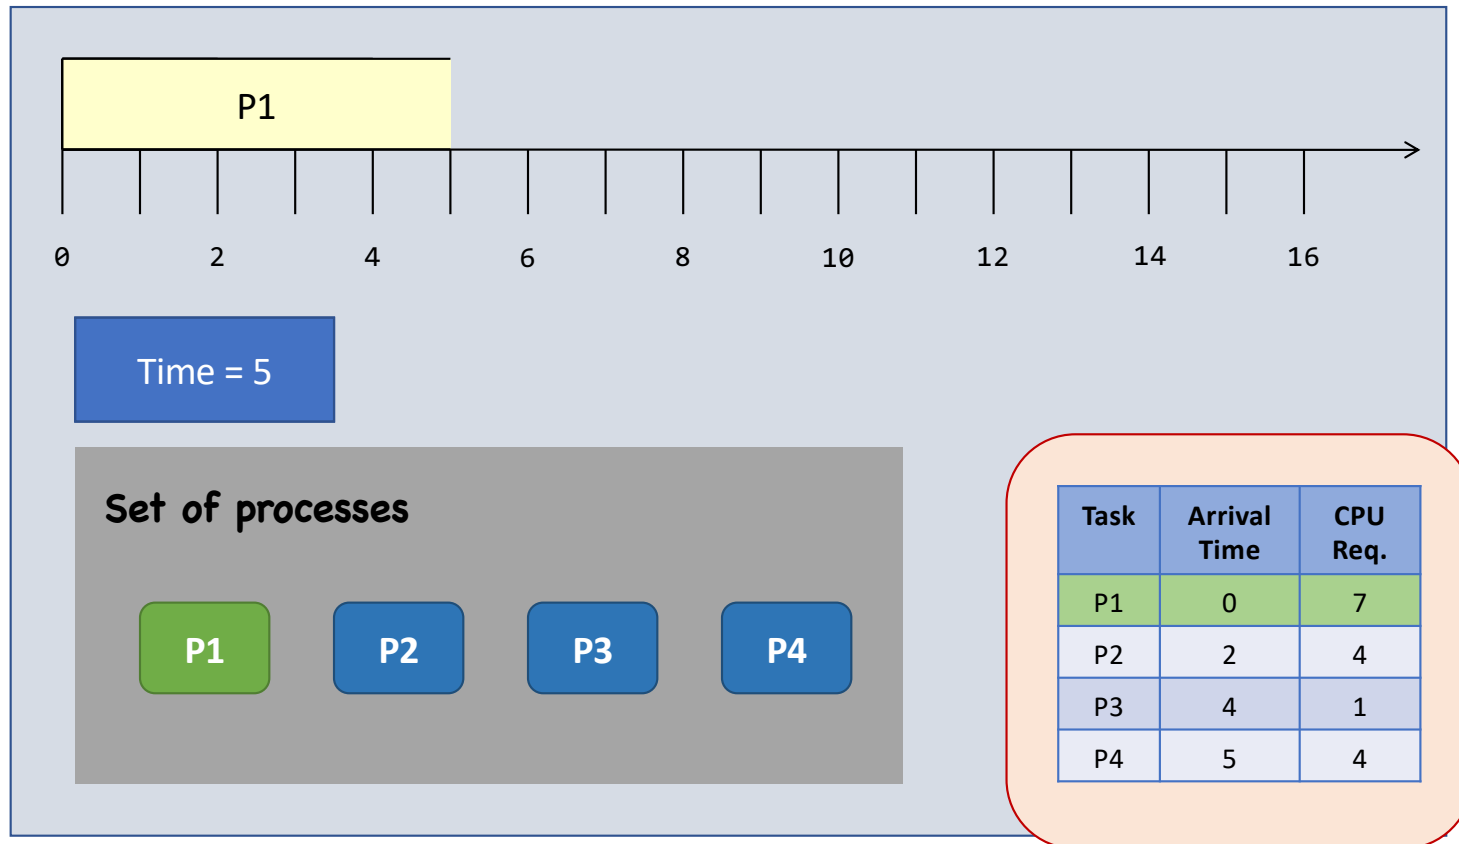 P1
0 2 4 6 8 10 12 14 16
Time = 5
Set of processes
P1 P2 P3 P4
Task Arrival CPU
Time Req.
P1 0 7
P2 2 4
P3 4 1
P4 5 4